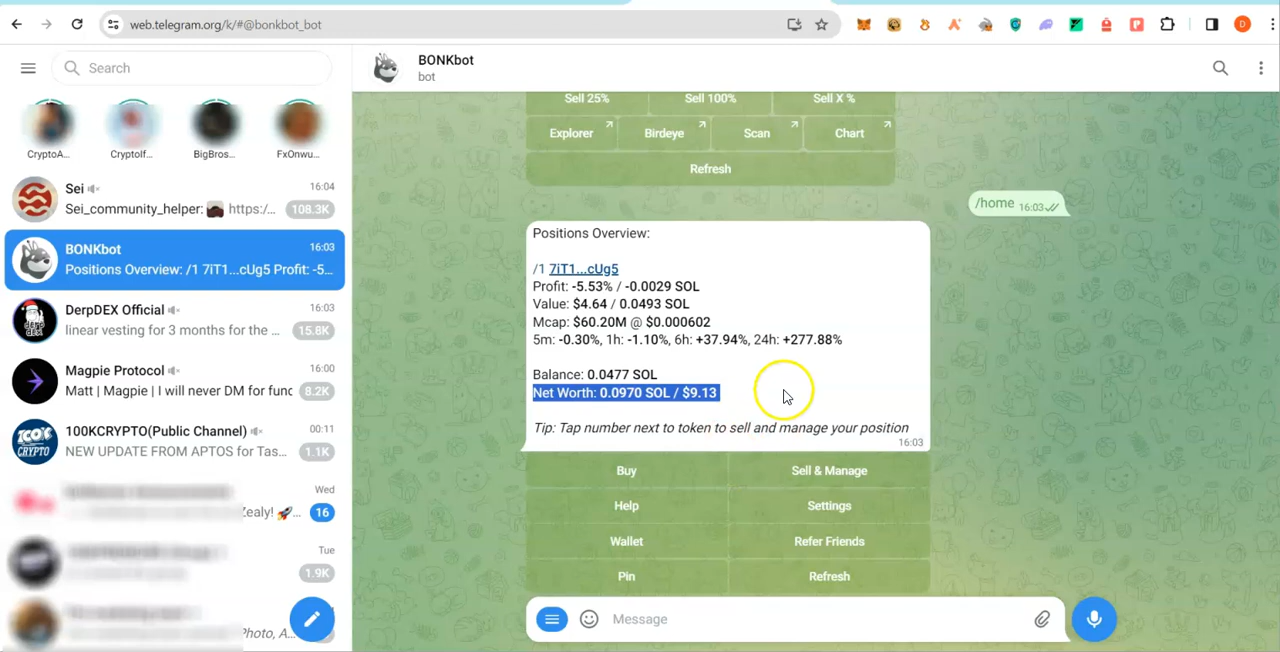 web.telegram.org/k/#@bonkbot_bot
D
Search
CryptoA...
CryptoIf...
BigBros...
FxOnwu...
Sei 16:04
Sei_community_helper: https:/... 108.3K
BONKbot 16:03
Positions Overview: /1 7iT1...cUg5 Profit: -5...
DerpDEX Official 16:03
linear vesting for 3 months for the ... 15.8K
Magpie Protocol 16:00
Matt | Magpie | I will never DM for func 8.2K
100KCRYPTO(Public Channel) 00:11
NEW UPDATE FROM APTOS for Tas... 1.1K
100K
CRYPTO
Wed
Zealy! ... 16
Tue
1.9K
Photo, A...
BONKbot
bot
Sell 25% Sell 100% Sell X %
Explorer Birdeye Scan Chart
Refresh
/home 16:03
Positions Overview:
/1 7iT1...cUg5
Profit: -5.53% / -0.0029 SOL
Value: $4.64 / 0.0493 SOL
Mcap: $60.20M @ $0.000602
5m: -0.30%, 1h: -1.10%, 6h: +37.94%, 24h: +277.88%
Balance: 0.0477 SOL
Net Worth: 0.0970 SOL / $9.13
Tip: Tap number next to token to sell and manage your position
16:03
Buy Sell & Manage
Help Settings
Wallet Refer Friends
Pin Refresh
Message